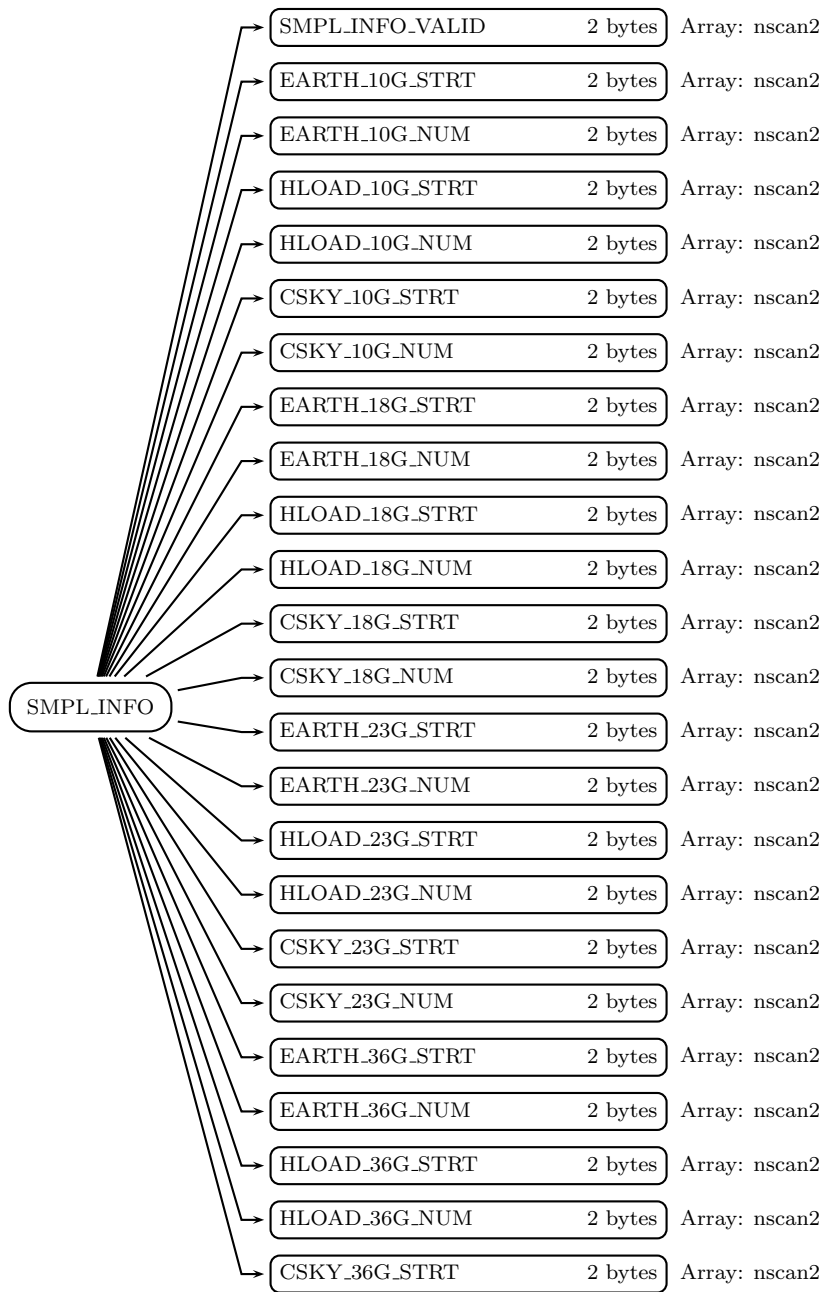 SMPL_INFO_VALID 2 bytes Array: nscan2
EARTH_10G_STRT 2 bytes Array: nscan2
EARTH_10G_NUM 2 bytes Array: nscan2
HLOAD_10G_STRT 2 bytes Array: nscan2
HLOAD_10G_NUM 2 bytes Array: nscan2
CSKY_10G_STRT 2 bytes Array: nscan2
CSKY_10G_NUM 2 bytes Array: nscan2
EARTH_18G_STRT 2 bytes Array: nscan2
EARTH_18G_NUM 2 bytes Array: nscan2
HLOAD_18G_STRT 2 bytes Array: nscan2
HLOAD_18G_NUM 2 bytes Array: nscan2
CSKY_18G_STRT 2 bytes Array: nscan2
CSKY_18G_NUM 2 bytes Array: nscan2
SMPL_INFO
EARTH_23G_STRT 2 bytes Array: nscan2
EARTH_23G_NUM 2 bytes Array: nscan2
HLOAD_23G_STRT 2 bytes Array: nscan2
HLOAD_23G_NUM 2 bytes Array: nscan2
CSKY_23G_STRT 2 bytes Array: nscan2
CSKY_23G_NUM 2 bytes Array: nscan2
EARTH_36G_STRT 2 bytes Array: nscan2
EARTH_36G_NUM 2 bytes Array: nscan2
HLOAD_36G_STRT 2 bytes Array: nscan2
HLOAD_36G_NUM 2 bytes Array: nscan2
CSKY_36G_STRT 2 bytes Array: nscan2